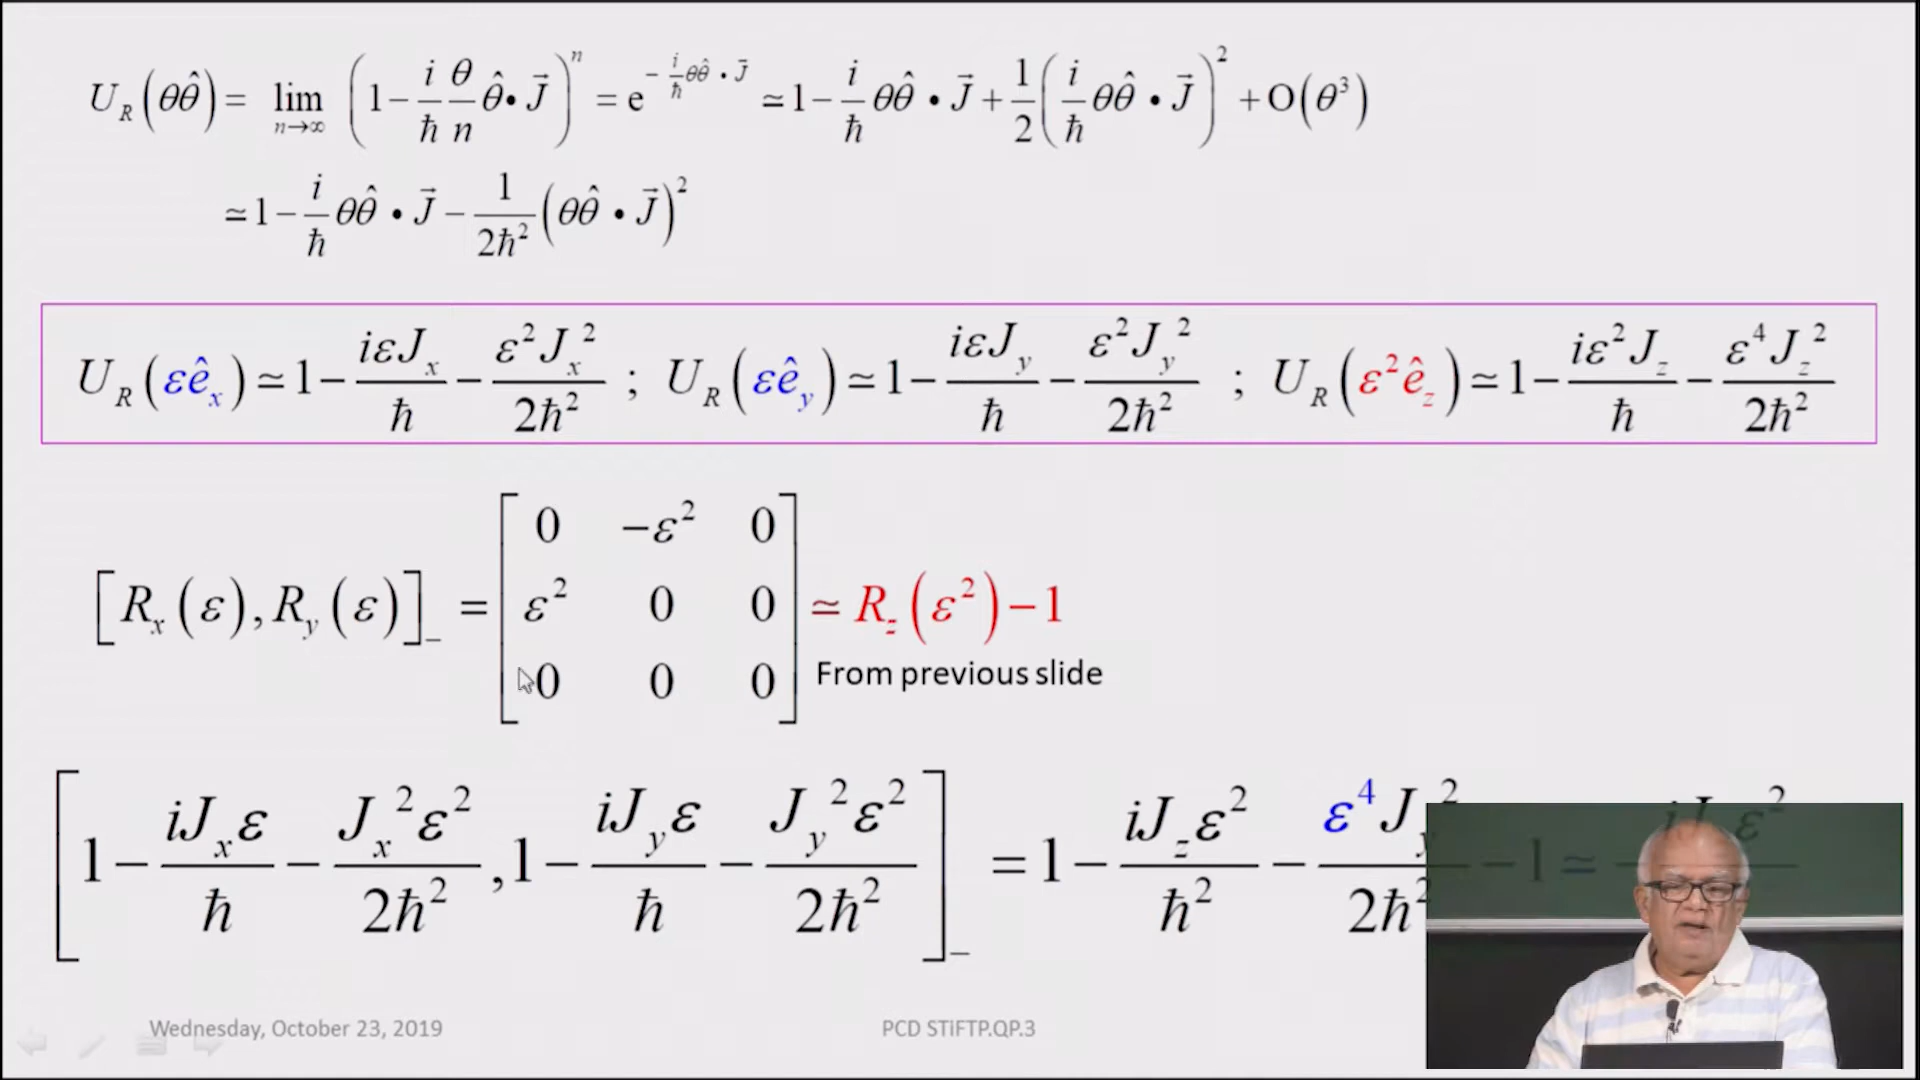 U_R(θθ̂) = lim_{n→∞} (1 − (i/ħ)(θ/n) θ̂ • J⃗)^n = e^{−(i/ħ)θθ̂ • J⃗} ≃ 1 − (i/ħ)θθ̂ • J⃗ + (1/2)((i/ħ)θθ̂ • J⃗)² + O(θ³)
≃ 1 − (i/ħ)θθ̂ • J⃗ − (1/2ħ²)(θθ̂ • J⃗)²
U_R(εê_x) ≃ 1 − iεJ_x/ħ − ε²J_x²/2ħ² ; U_R(εê_y) ≃ 1 − iεJ_y/ħ − ε²J_y²/2ħ² ; U_R(ε²ê_z) ≃ 1 − iε²J_z/ħ − ε⁴J_z²/2ħ²
0 −ε² 0
[R_x(ε), R_y(ε)]_− = ε² 0 0 ≃ R_z(ε²) − 1
0 0 0 From previous slide
[1 − iJ_xε/ħ − J_x²ε²/2ħ², 1 − iJ_yε/ħ − J_y²ε²/2ħ²]_− = 1 − iJ_zε²/ħ² − ε⁴J_y²/2ħ² − 1 ≃
Wednesday, October 23, 2019 PCD STiFTP.QP.3